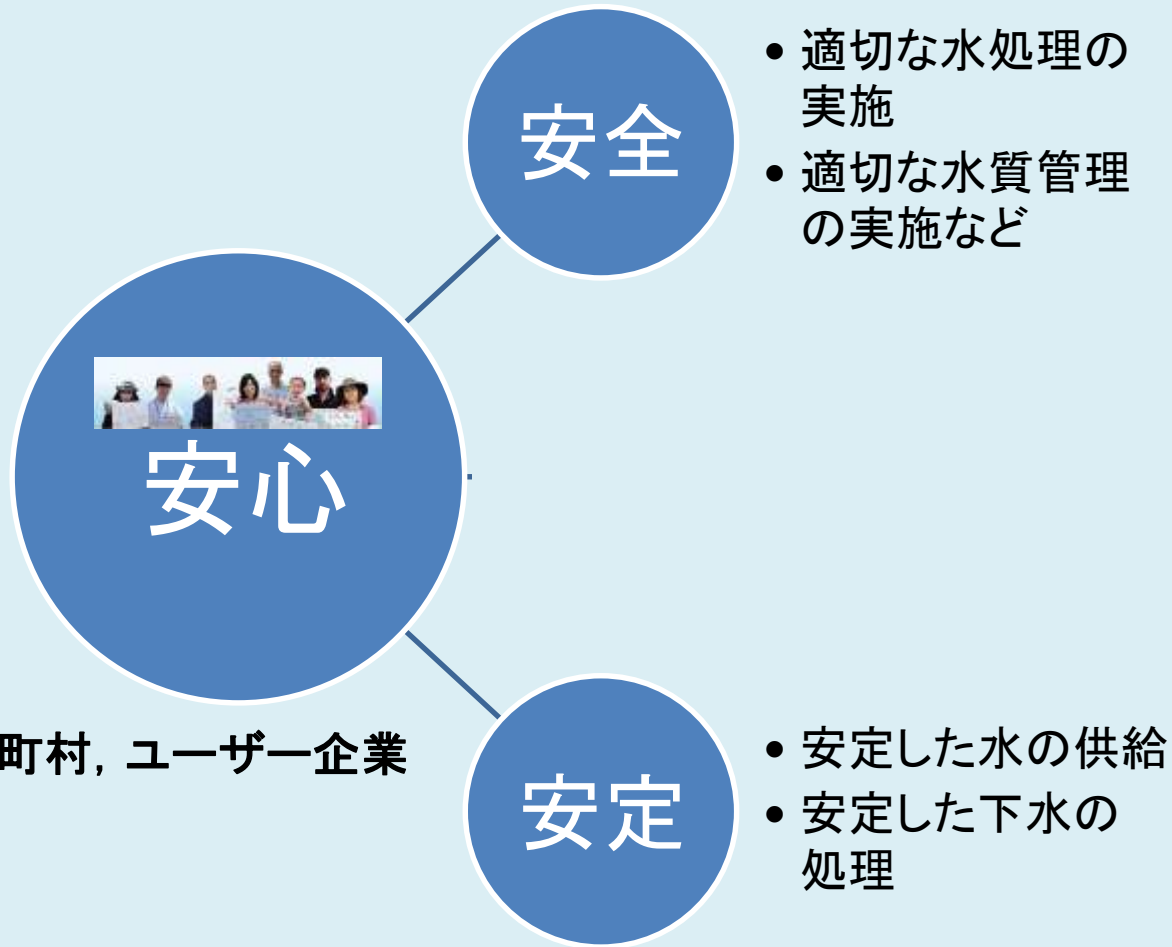 安全
• 適切な水処理の
実施
• 適切な水質管理
の実施など
安心
町村，ユーザー企業
安定
• 安定した水の供給
• 安定した下水の
処理